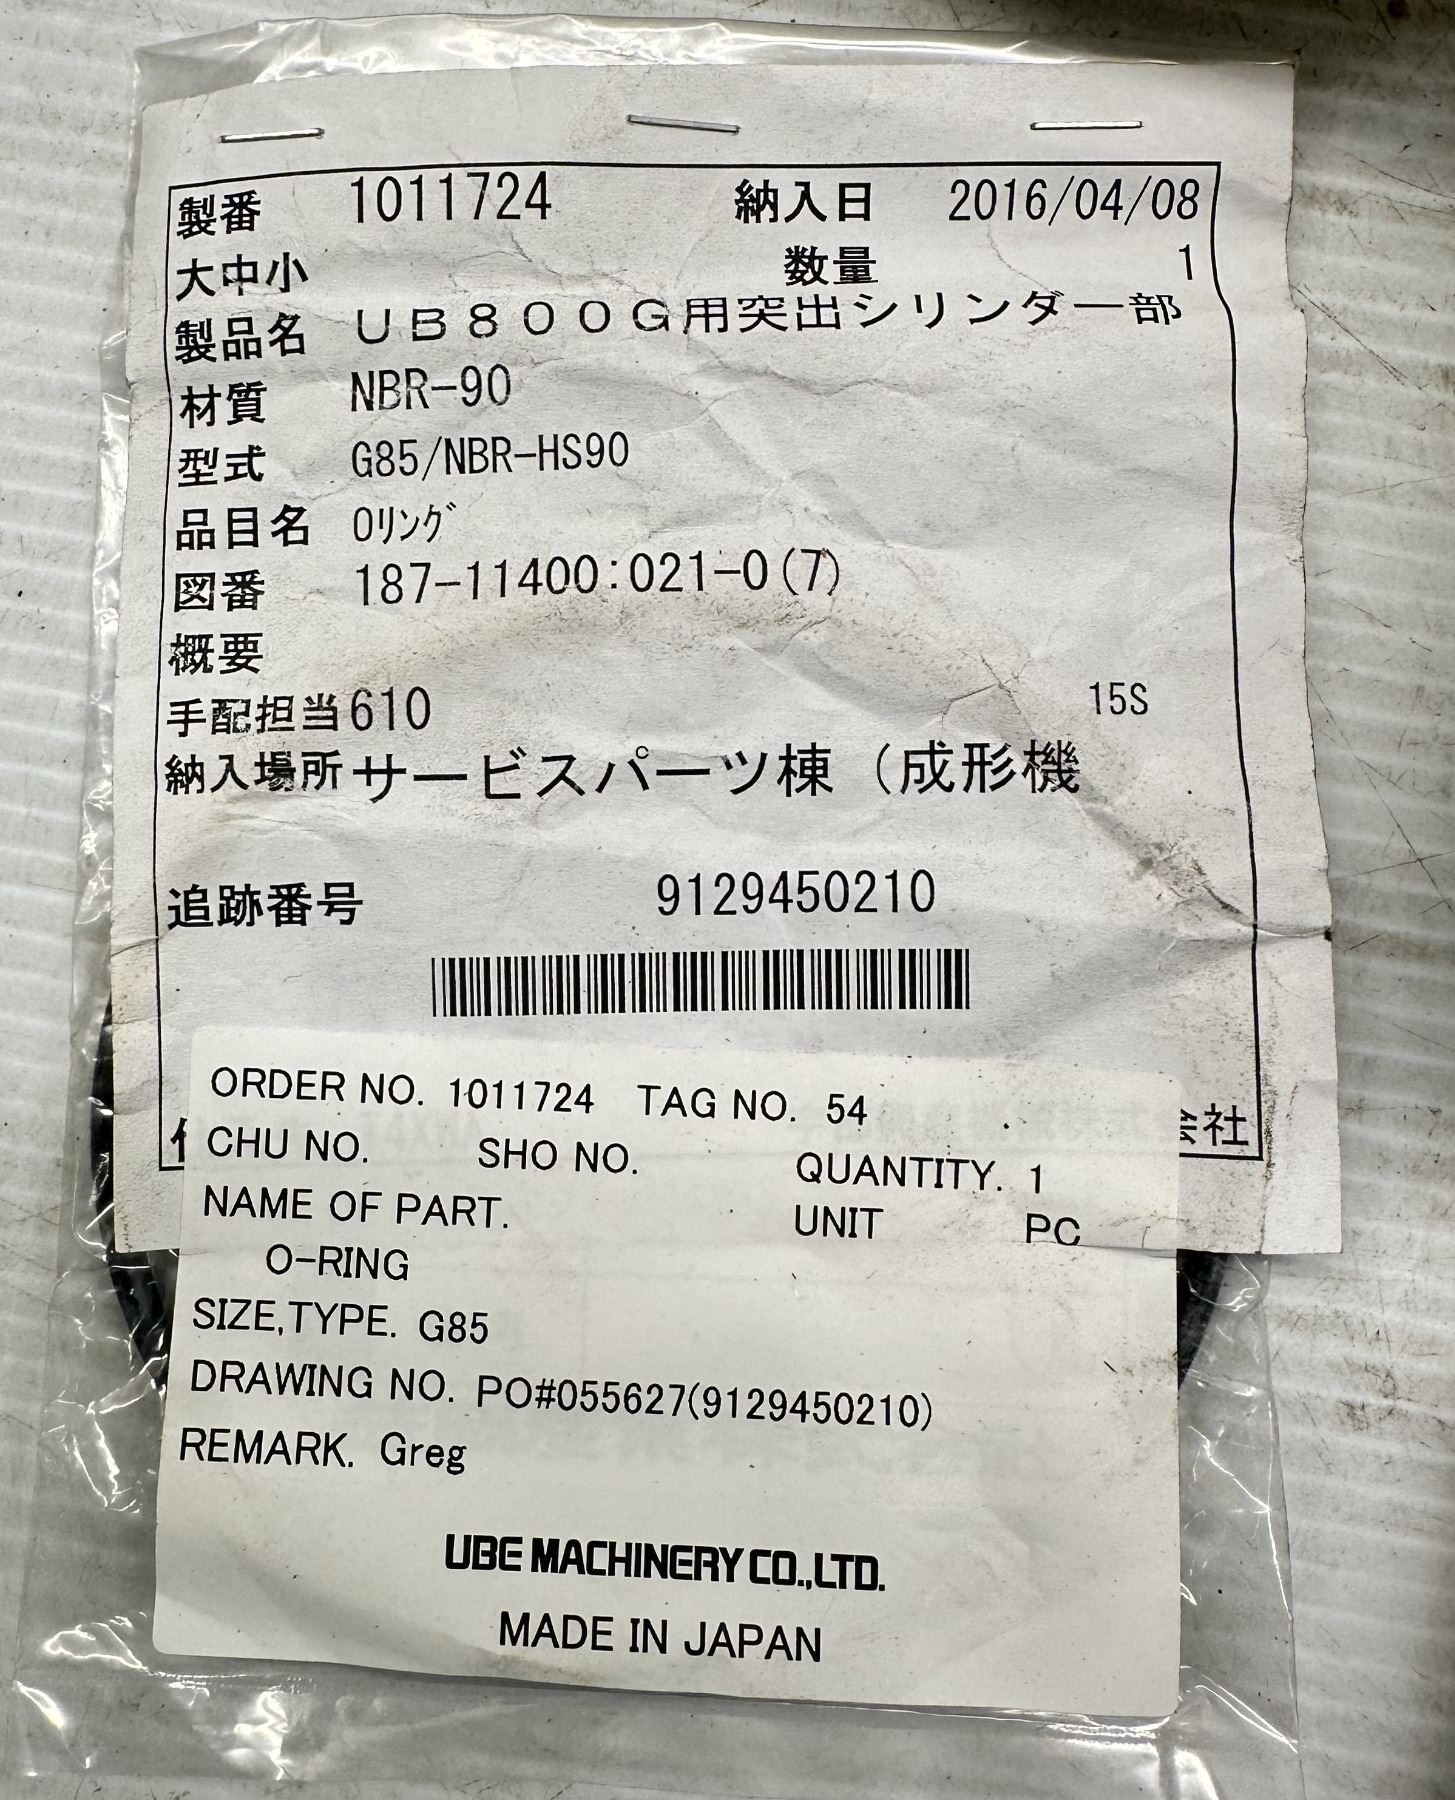 製番 1011724 納入日 2016/04/08
大中小 数量 1
製品名 UB800G用突出シリンダー部
材質 NBR-90
型式 G85/NBR-HS90
品目名 Oリング
図番 187-11400:021-0(7)
概要
手配担当 610 15S
納入場所 サービスパーツ棟（成形機
追跡番号 9129450210
会社
ORDER NO. 1011724 TAG NO. 54
CHU NO. SHO NO. QUANTITY. 1
NAME OF PART. UNIT PC
O-RING
SIZE,TYPE. G85
DRAWING NO. PO#055627(9129450210)
REMARK. Greg
UBE MACHINERY CO.,LTD.
MADE IN JAPAN